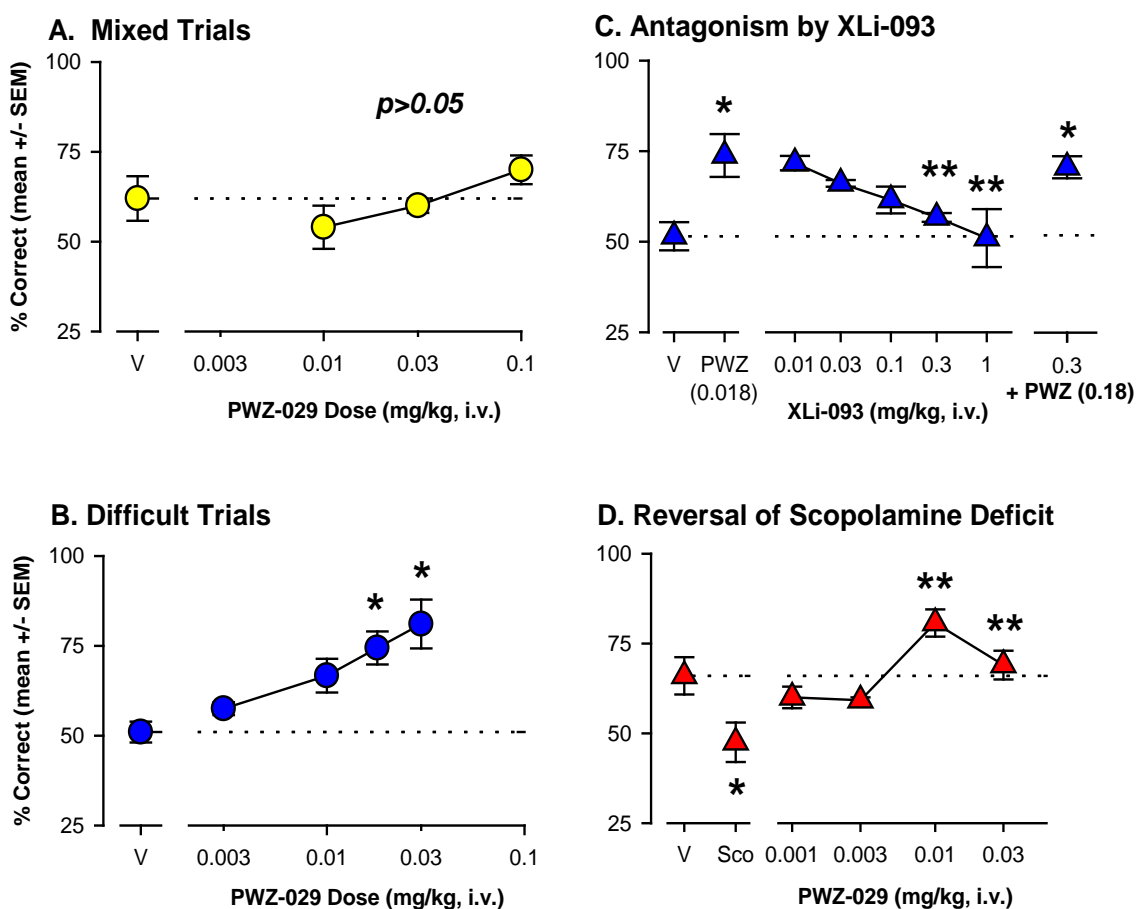 A. Mixed Trials
% Correct (mean +/- SEM)
100
75
50
25
p>0.05
V
0.003
0.01
0.03
0.1
PWZ-029 Dose (mg/kg, i.v.)
C. Antagonism by XLi-093
100
75
50
25
*
**
**
*
V
PWZ
(0.018)
0.01
0.03
0.1
0.3
1
0.3
+ PWZ (0.18)
XLi-093 (mg/kg, i.v.)
B. Difficult Trials
% Correct (mean +/- SEM)
100
75
50
25
*
*
V
0.003
0.01
0.03
0.1
PWZ-029 Dose (mg/kg, i.v.)
D. Reversal of Scopolamine Deficit
100
75
50
25
*
**
**
V
Sco
0.001
0.003
0.01
0.03
PWZ-029 (mg/kg, i.v.)